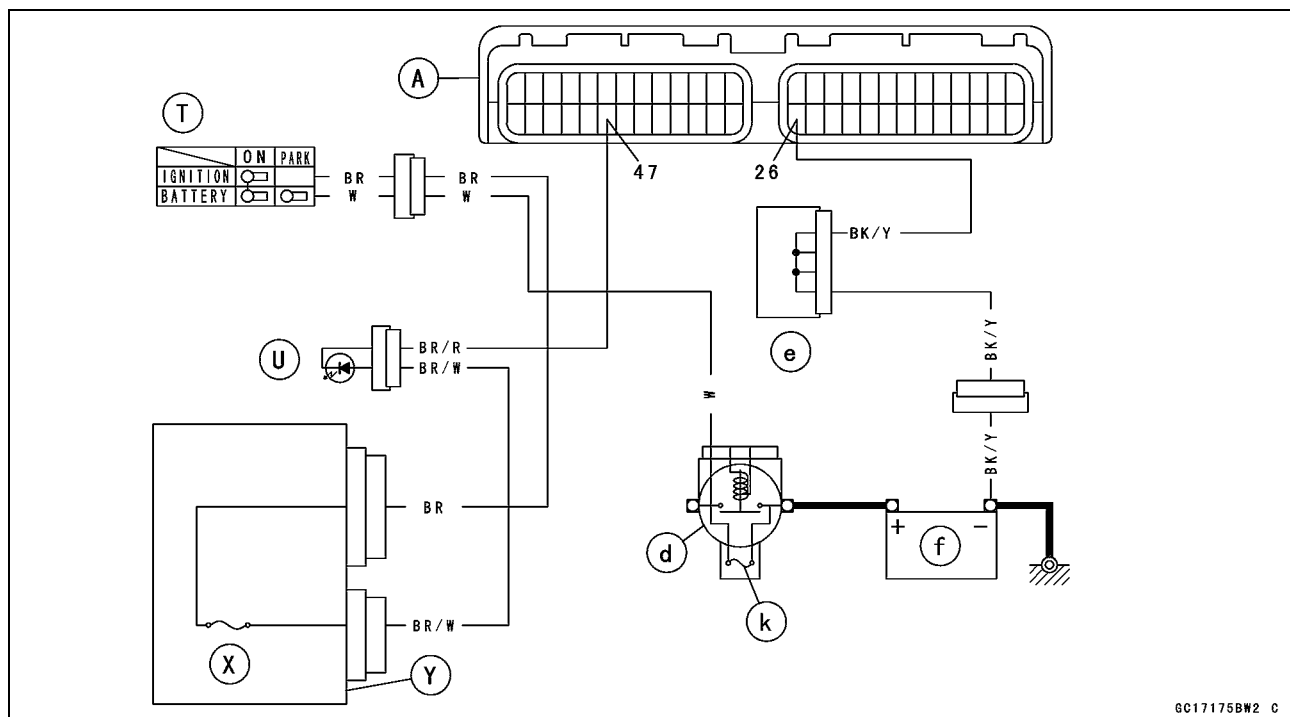 A
T
ON PARK
IGNITION
BATTERY
BR BR
W W
47 26
BK/Y
e
U
BR/R
BR/W
BK/Y
W
BK/Y
BR
d
+ f -
k
BR/W
X
Y
GC17175BW2 C